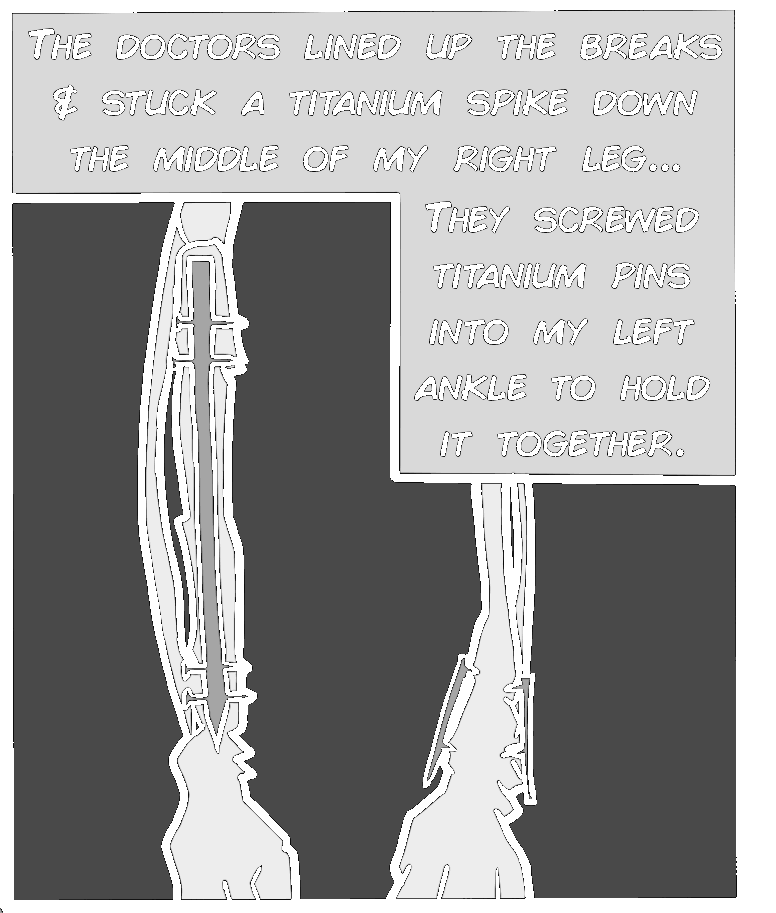 The doctors lined up the breaks
& stuck a titanium spike down
the middle of my right leg...
They screwed
titanium pins
into my left
ankle to hold
it together.